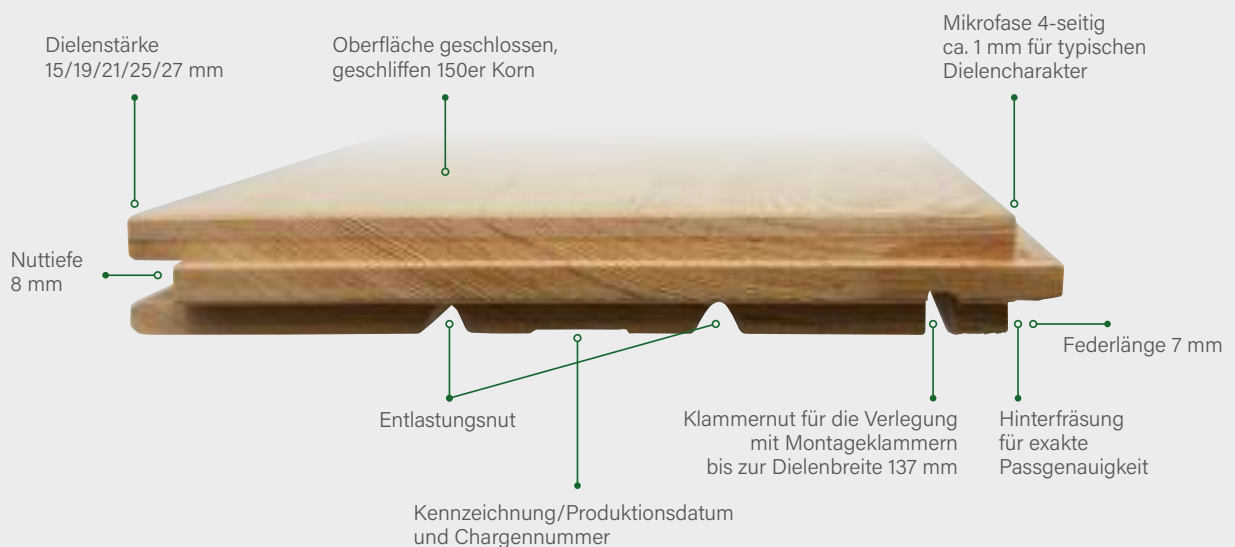 Dielenstärke
15/19/21/25/27 mm
Oberfläche geschlossen,
geschliffen 150er Korn
Mikrofase 4-seitig
ca. 1 mm für typischen
Dielencharakter
Nuttiefe
8 mm
Federlänge 7 mm
Entlastungsnut
Klammernut für die Verlegung
mit Montageklammern
bis zur Dielenbreite 137 mm
Hinterfräsung
für exakte
Passgenauigkeit
Kennzeichnung/Produktionsdatum
und Chargennummer